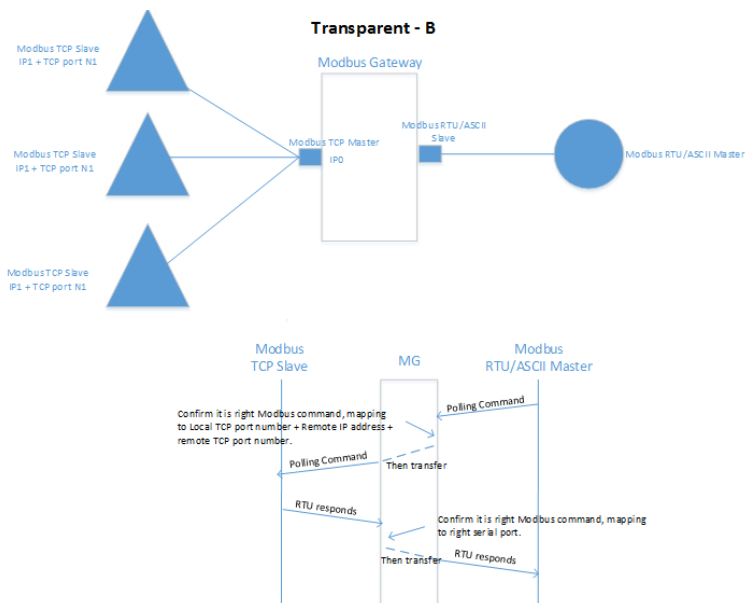 Transparent - B
Modbus Gateway
Modbus TCP Slave
IP1 + TCP port N1
Modbus TCP Slave
IP1 + TCP port N1
Modbus TCP Slave
IP1 + TCP port N1
Modbus TCP Master
IP0
Modbus RTU/ASCII
Slave
Modbus RTU/ASCII Master
Modbus
TCP Slave
MG
Modbus
RTU/ASCII Master
Polling Command
Confirm it is right Modbus command, mapping
to Local TCP port number + Remote IP address +
remote TCP port number.
Polling Command
Then transfer
RTU responds
Confirm it is right Modbus command, mapping
to right serial port.
Then transfer
RTU responds